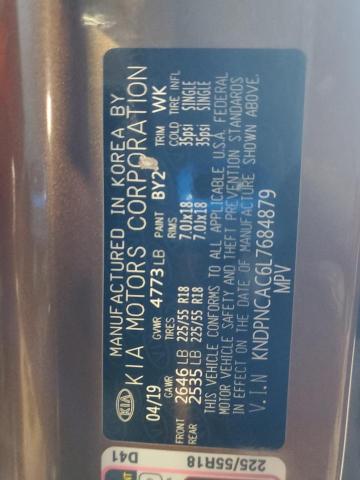 MANUFACTURED IN KOREA BY
KIA KIA MOTORS CORPORATION
04/19 GVWR 4773LB PAINT BY2 TRIM WK
GAWR TIRES RIMS COLD TIRE INFL
FRONT 2646LB 225/55 R18 7.0Jx18 35psi SINGLE
REAR 2535LB 225/55 R18 7.0Jx18 35psi SINGLE
THIS VEHICLE CONFORMS TO ALL APPLICABLE U.S.A. FEDERAL
MOTOR VEHICLE SAFETY AND THEFT PREVENTION STANDARDS
IN EFFECT ON THE DATE OF MANUFACTURE SHOWN ABOVE.
V.I.N KNDPNCAC6L7684879
MPV
D41
225/55R18